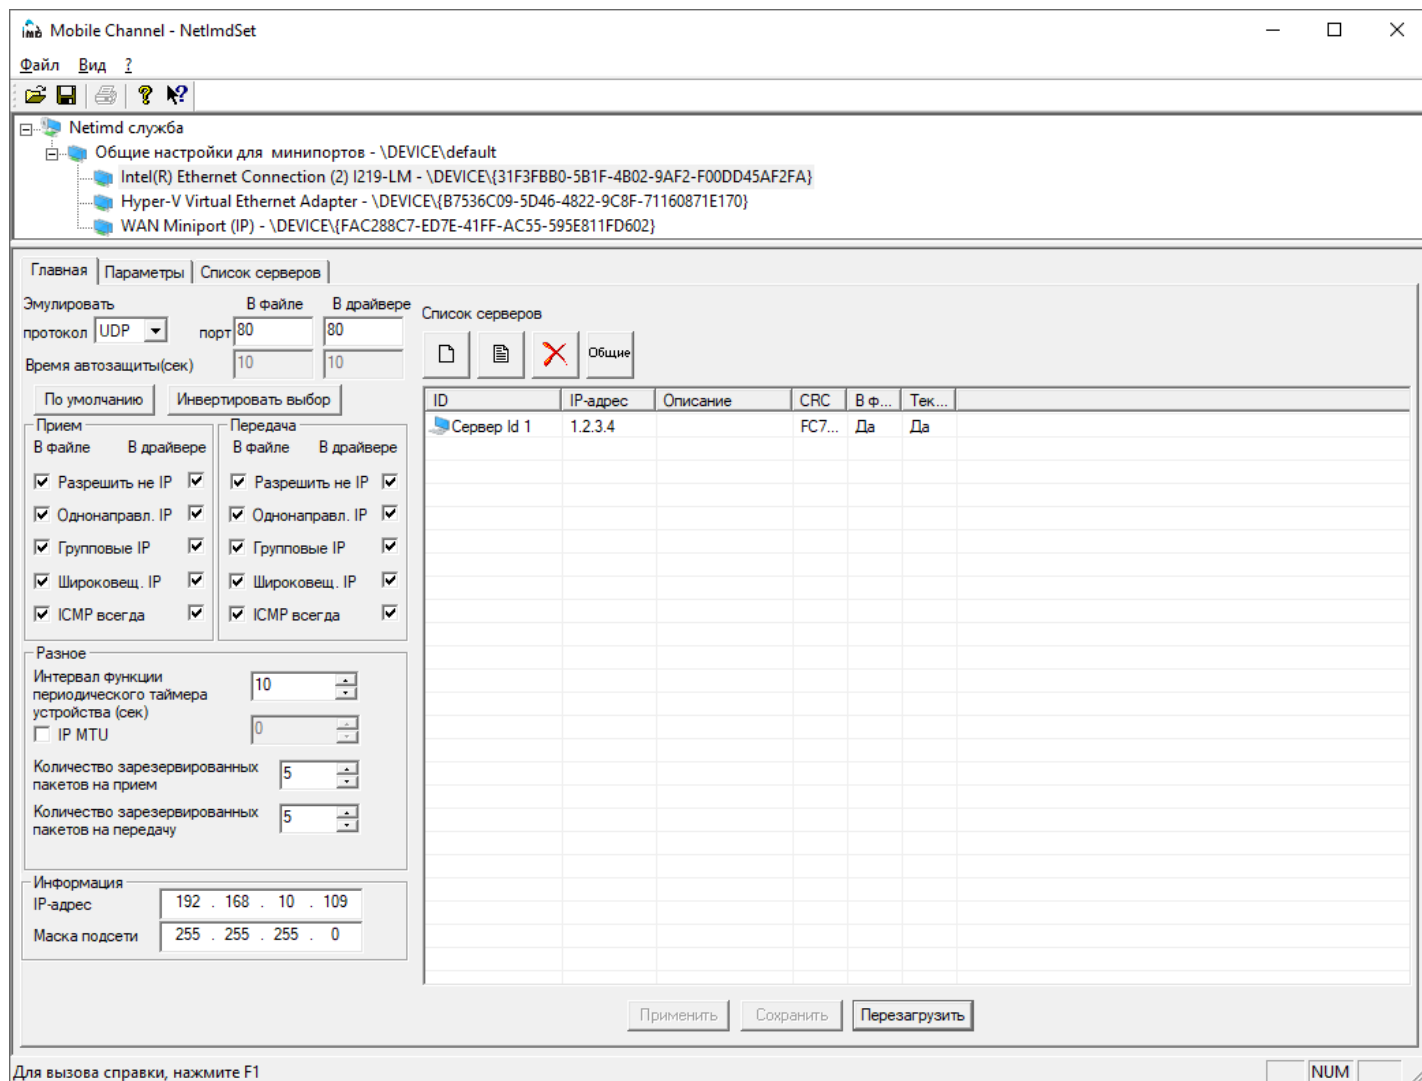 Mobile Channel - NetImdSet
Файл Вид ?
Netimd служба
Общие настройки для минипортов - \DEVICE\default
Intel(R) Ethernet Connection (2) I219-LM - \DEVICE\{31F3FBB0-5B1F-4B02-9AF2-F00DD45AF2FA}
Hyper-V Virtual Ethernet Adapter - \DEVICE\{B7536C09-5D46-4822-9C8F-71160871E170}
WAN Miniport (IP) - \DEVICE\{FAC288C7-ED7E-41FF-AC55-595E811FD602}
Главная Параметры Список серверов
Эмулировать В файле В драйвере
протокол UDP порт 80 80
Время автозащиты(сек) 10 10
По умолчанию Инвертировать выбор
Прием Передача
В файле В драйвере В файле В драйвере
Разрешить не IP Разрешить не IP
Однонаправл. IP Однонаправл. IP
Групповые IP Групповые IP
Широковещ. IP Широковещ. IP
ICMP всегда ICMP всегда
Разное
Интервал функции
периодического таймера
устройства (сек)
10
IP MTU 0
Количество зарезервированных
пакетов на прием
5
Количество зарезервированных
пакетов на передачу
5
Информация
IP-адрес 192 . 168 . 10 . 109
Маска подсети 255 . 255 . 255 . 0
Список серверов
Общие
ID IP-адрес Описание CRC В ф... Тек...
Сервер Id 1 1.2.3.4 FC7... Да Да
Применить Сохранить Перезагрузить
Для вызова справки, нажмите F1 NUM